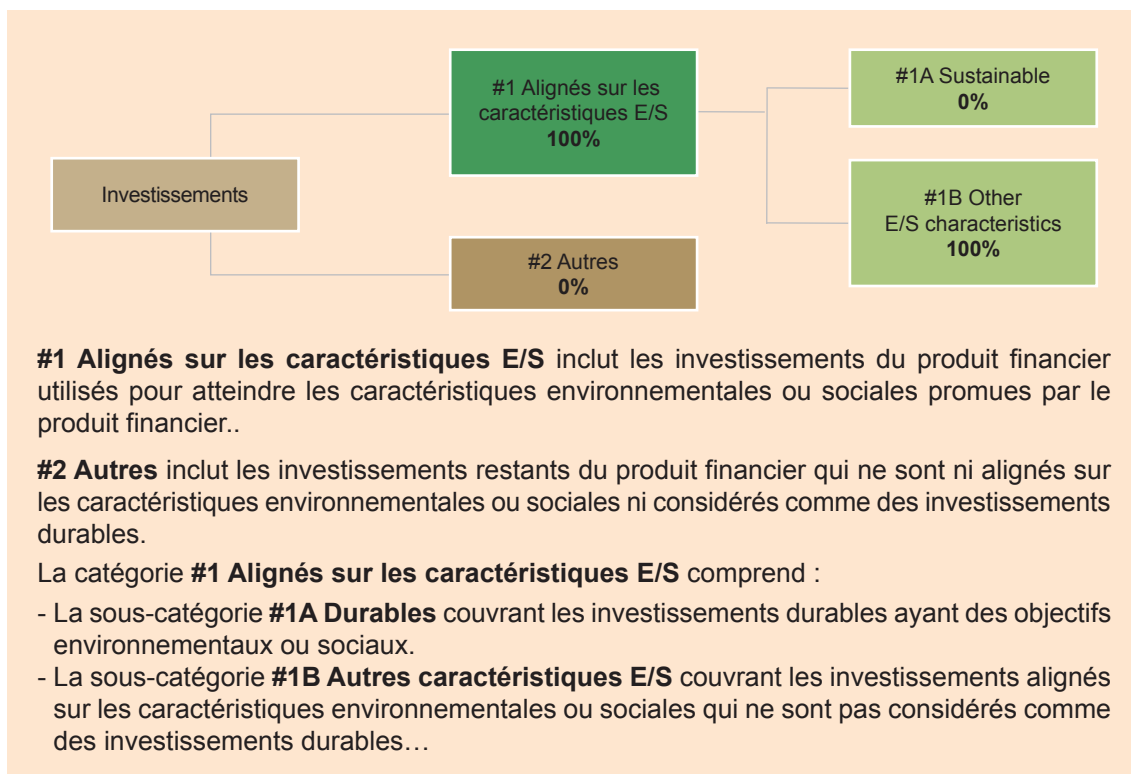 #1 Alignés sur les
caractéristiques E/S
100%
#1A Sustainable
0%
Investissements
#1B Other
E/S characteristics
100%
#2 Autres
0%
#1 Alignés sur les caractéristiques E/S inclut les investissements du produit financier
utilisés pour atteindre les caractéristiques environnementales ou sociales promues par le
produit financier..
#2 Autres inclut les investissements restants du produit financier qui ne sont ni alignés sur
les caractéristiques environnementales ou sociales ni considérés comme des investissements
durables.
La catégorie #1 Alignés sur les caractéristiques E/S comprend :
- La sous-catégorie #1A Durables couvrant les investissements durables ayant des objectifs
environnementaux ou sociaux.
- La sous-catégorie #1B Autres caractéristiques E/S couvrant les investissements alignés
sur les caractéristiques environnementales ou sociales qui ne sont pas considérés comme
des investissements durables…